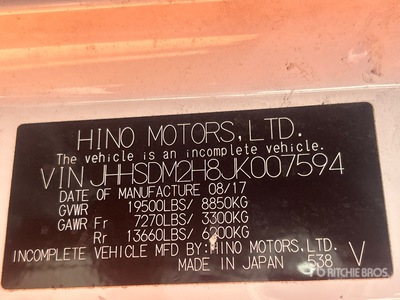 HINO MOTORS,LTD.
The vehicle is an incomplete vehicle.
VIN JHHSDM2H8JK007594
DATE OF MANUFACTURE 08/17
GVWR 19500LBS/ 8850KG
GAWR Fr 7270LBS/ 3300KG
Rr 13660LBS/ 6200KG
INCOMPLETE VEHICLE MFD BY:HINO MOTORS,LTD.
MADE IN JAPAN 538 V
RITCHIE BROS.